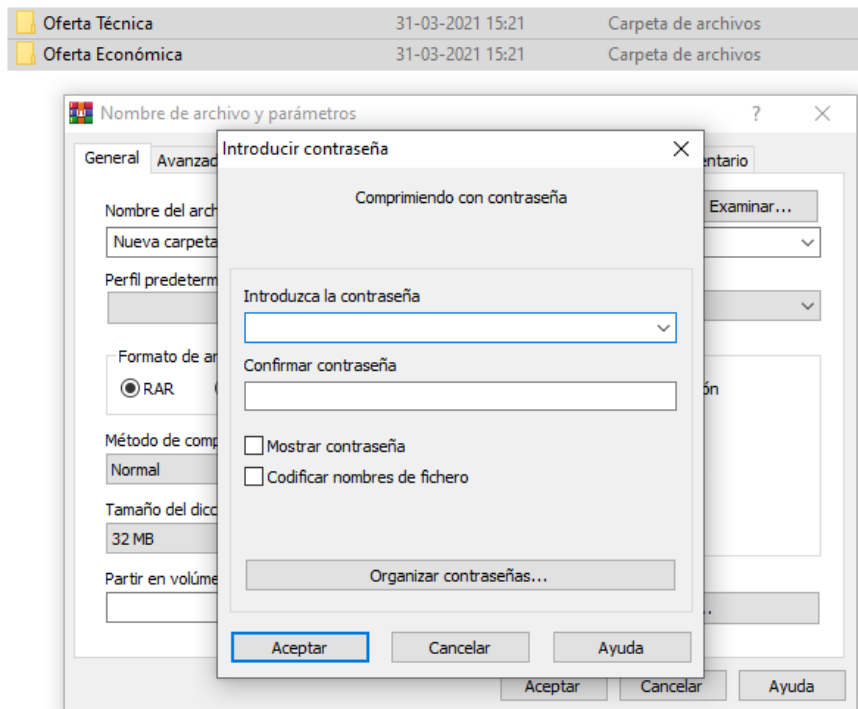 Oferta Técnica 31-03-2021 15:21 Carpeta de archivos
Oferta Económica 31-03-2021 15:21 Carpeta de archivos
Nombre de archivo y parámetros ?
General Avanzad entario
Introducir contraseña
Comprimiendo con contraseña
Nombre del arch Examinar...
Nueva carpeta
Perfil predeterm
Introduzca la contraseña
Formato de ar
Confirmar contraseña
RAR ón
Método de comp
Mostrar contraseña
Normal
Codificar nombres de fichero
Tamaño del dicc
32 MB
Partir en volúme
Organizar contraseñas...
Aceptar Cancelar Ayuda
Aceptar Cancelar Ayuda